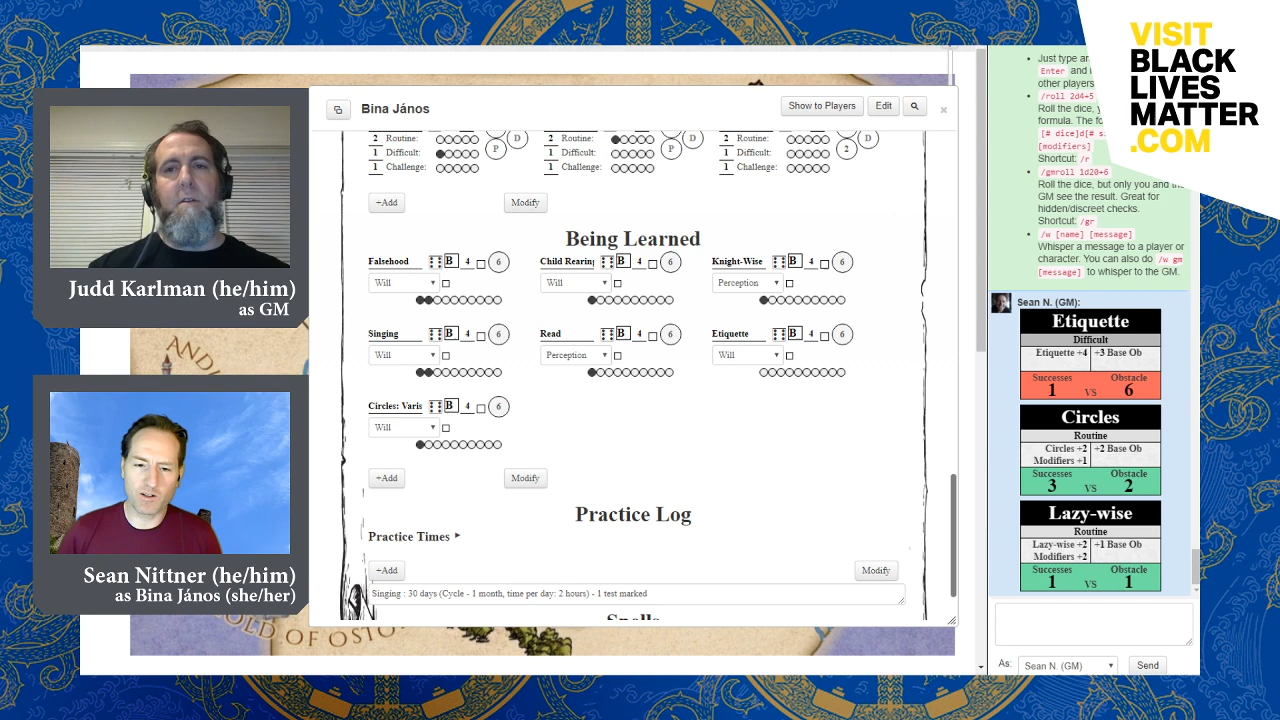 VISIT
BLACK
LIVES
MATTER
.COM
Judd Karlman (he/him)
as GM
Sean Nittner (he/him)
as Bina János (she/her)
AND
OLD OF OSTO
Bina János
Show to Players
Edit
2 Routine:
P
D
2 Routine:
P
D
2 Routine:
2
D
1 Difficult:
1 Difficult:
1 Difficult:
1 Challenge:
1 Challenge:
1 Challenge:
+Add
Modify
Being Learned
Falsehood B 4 6
Child Rearing B 4 6
Knight-Wise B 4 6
Will
Will
Perception
Singing B 4 6
Read B 4 6
Etiquette B 4 6
Will
Perception
Will
Circles: Varis B 4 6
Will
+Add
Modify
Practice Log
Practice Times
+Add
Modify
Singing : 30 days (Cycle - 1 month, time per day: 2 hours) - 1 test marked
Spells
Just type an
Enter and
other players
/roll 2d4+5
Roll the dice,
formula. The fo
[# dice]d[#
[modifiers]
Shortcut: /r
/gmroll 1d20+6
Roll the dice, but only you and the
GM see the result. Great for
hidden/discreet checks.
Shortcut: /gr
/w [name] [message]
Whisper a message to a player or
character. You can also do /w gm
[message] to whisper to the GM.
Sean N. (GM):
Etiquette
Difficult
Etiquette +4 +3 Base Ob
Successes Obstacle
1 VS 6
Circles
Routine
Circles +2 +2 Base Ob
Modifiers +1
Successes Obstacle
3 VS 2
Lazy-wise
Routine
Lazy-wise +2 +1 Base Ob
Modifiers +2
Successes Obstacle
1 VS 1
As: Sean N. (GM) Send